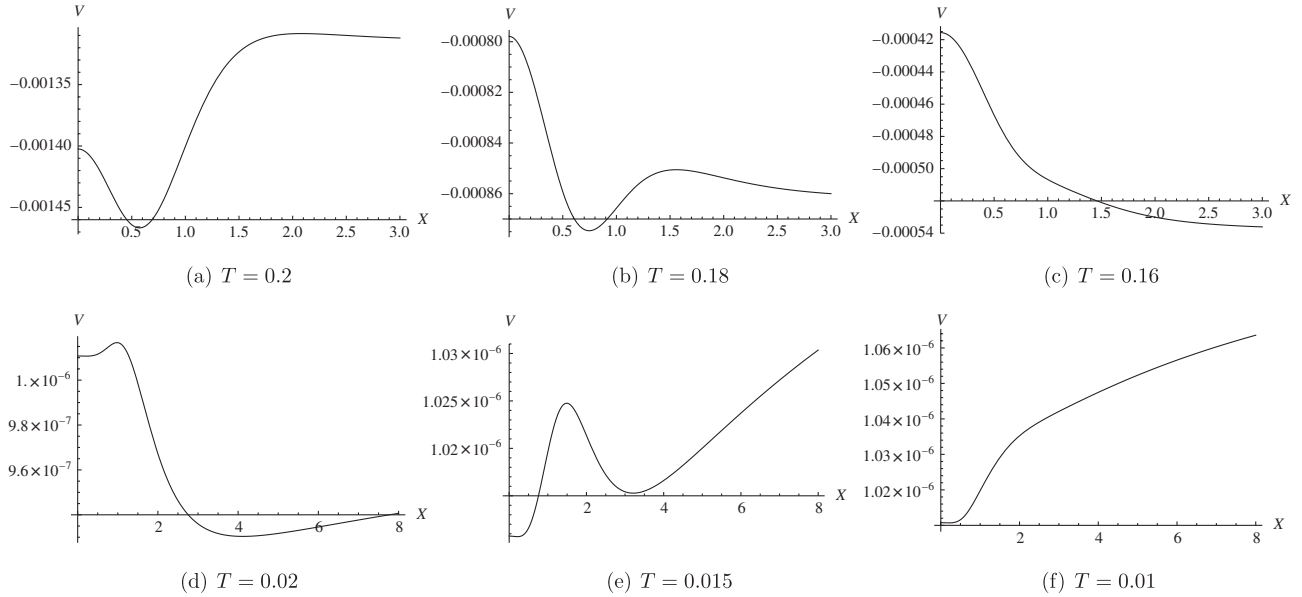 V
−0.00135
−0.00140
−0.00145
0.5 1.0 1.5 2.0 2.5 3.0 X
(a) T = 0.2
V
−0.00080
−0.00082
−0.00084
−0.00086
0.5 1.0 1.5 2.0 2.5 3.0 X
(b) T = 0.18
V
−0.00042
−0.00044
−0.00046
−0.00048
−0.00050
0.5 1.0 1.5 2.0 2.5 3.0 X
−0.00054
(c) T = 0.16
V
1.×10⁻⁶
9.8×10⁻⁷
9.6×10⁻⁷
2 4 6 8 X
(d) T = 0.02
V
1.03×10⁻⁶
1.025×10⁻⁶
1.02×10⁻⁶
2 4 6 8 X
(e) T = 0.015
V
1.06×10⁻⁶
1.05×10⁻⁶
1.04×10⁻⁶
1.03×10⁻⁶
1.02×10⁻⁶
2 4 6 8 X
(f) T = 0.01